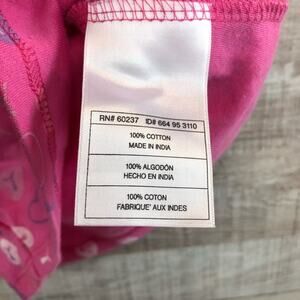 RN# 60237 ID# 664 95 3110
100% COTTON
MADE IN INDIA
100% ALGODÓN
HECHO EN INDIA
100% COTON
FABRIQUE' AUX INDES